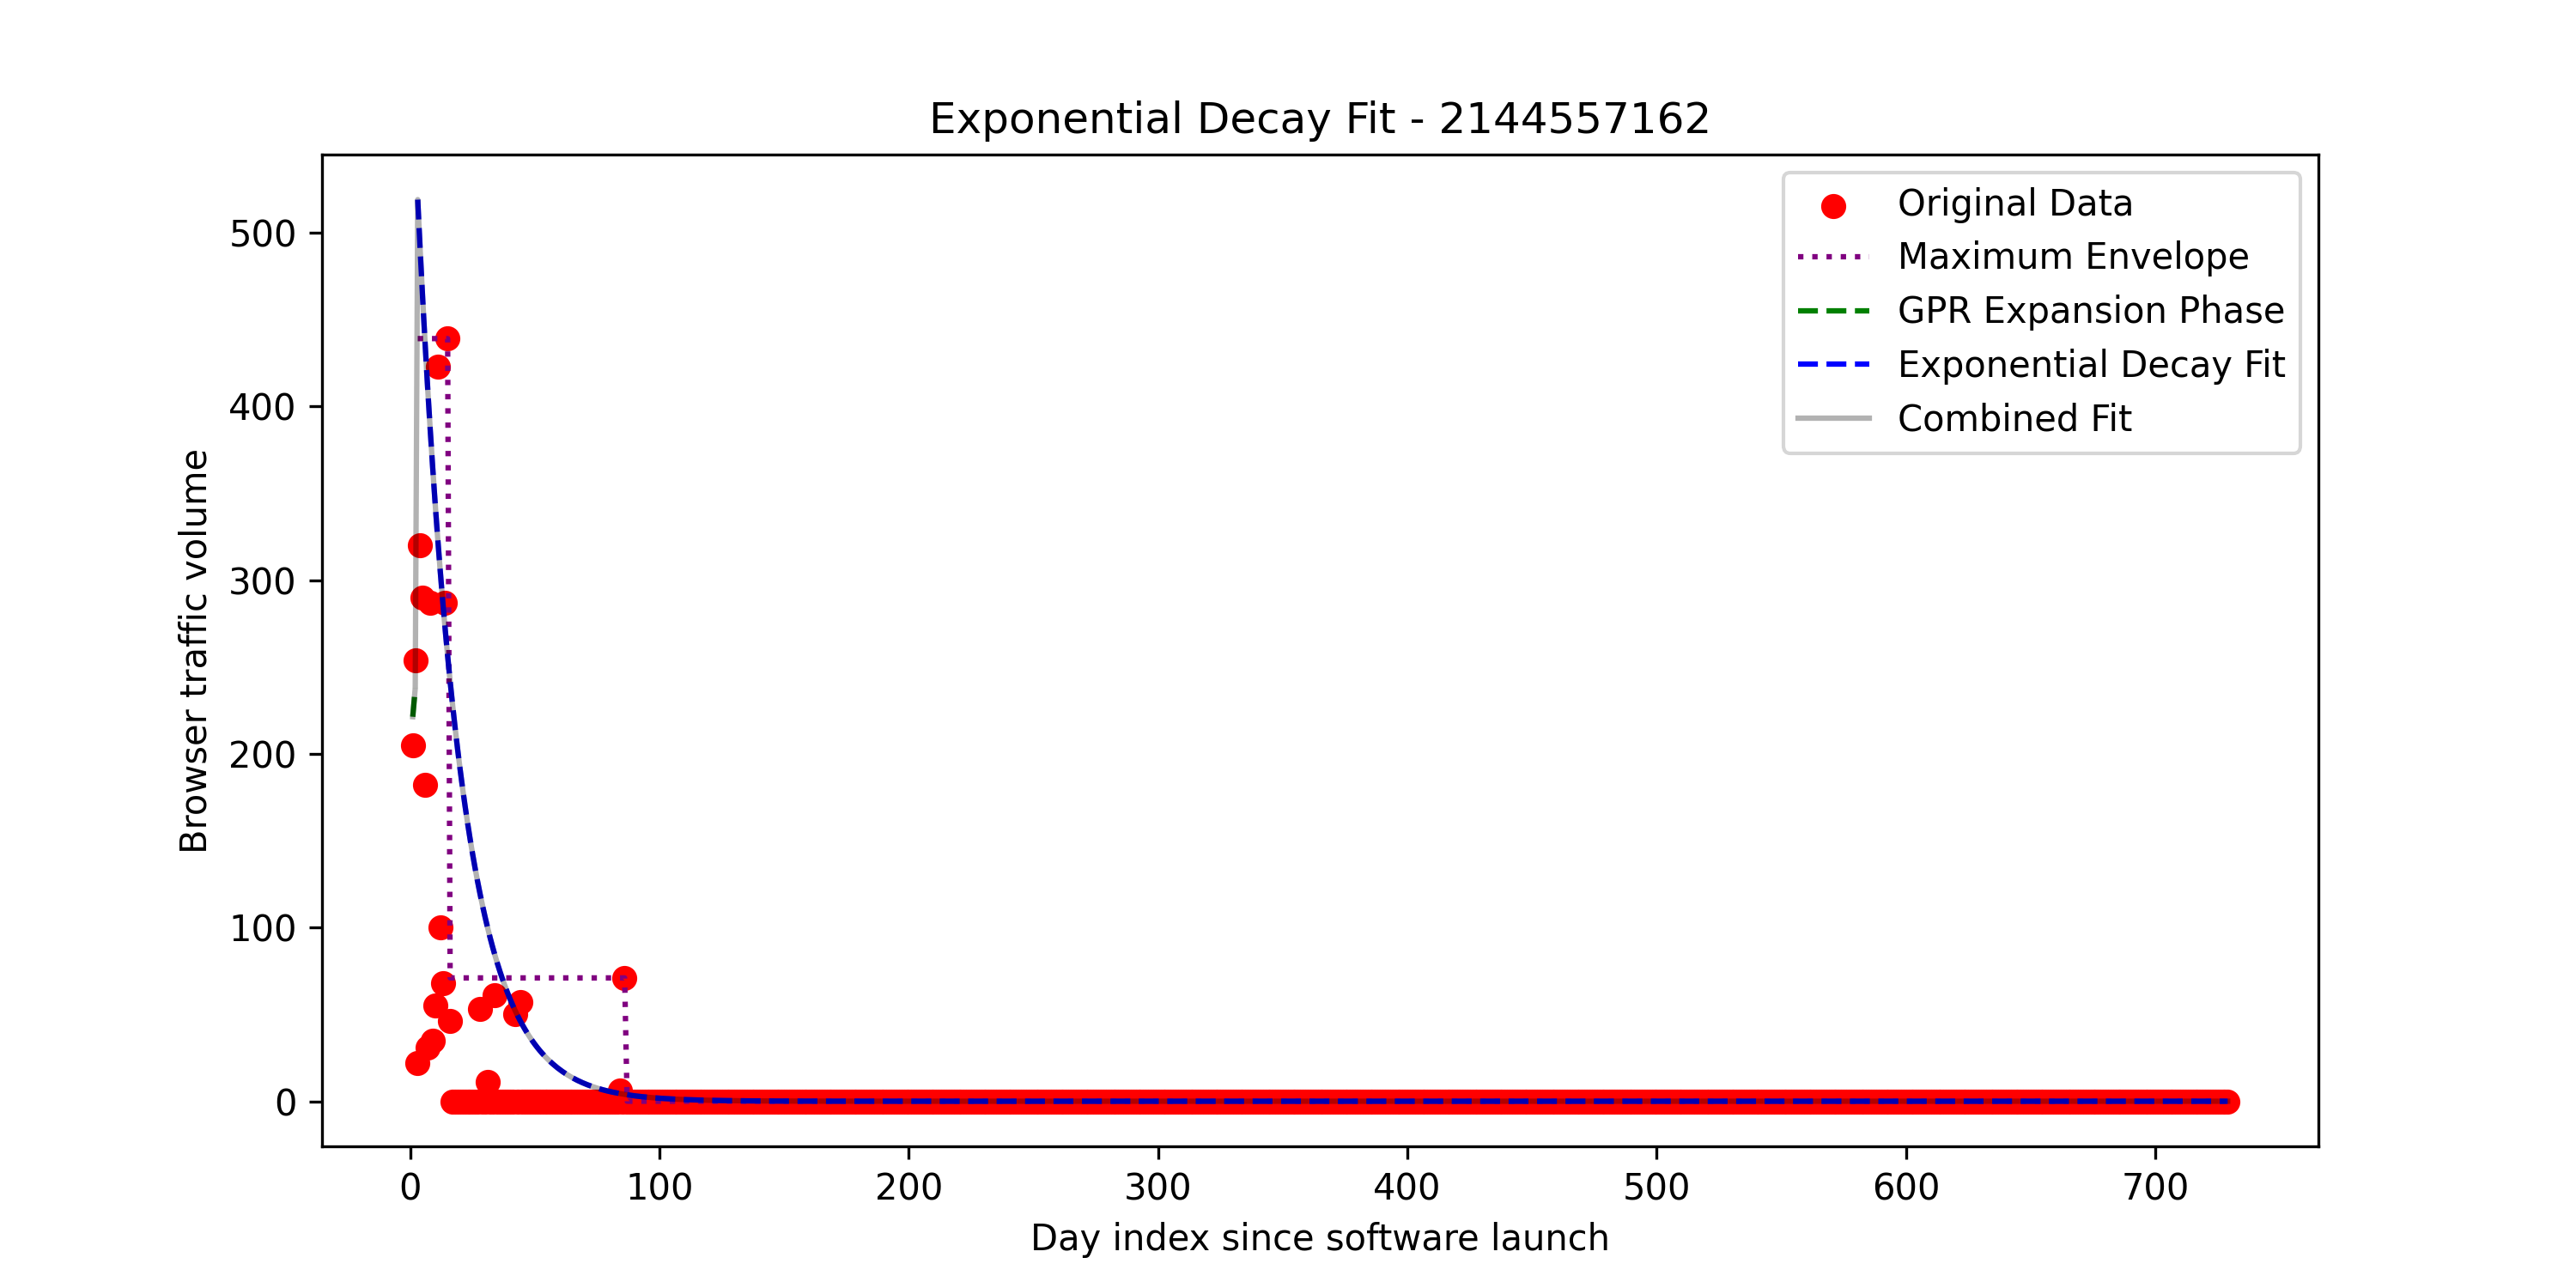 Exponential Decay Fit - 2144557162
Original Data
Maximum Envelope
GPR Expansion Phase
Exponential Decay Fit
Combined Fit
Browser traffic volume
500
400
300
200
100
0
0 100 200 300 400 500 600 700
Day index since software launch